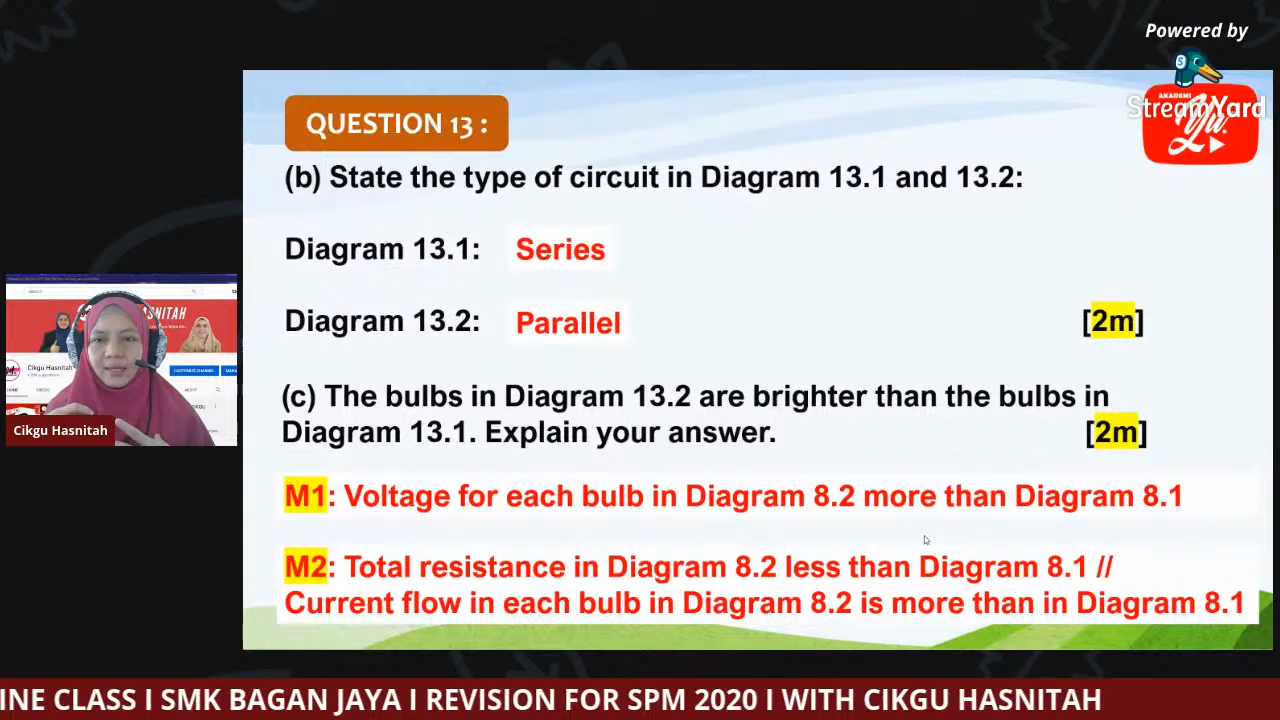 Powered by
StreamYard
AKADEMI
QUESTION 13 :
(b) State the type of circuit in Diagram 13.1 and 13.2:
Diagram 13.1: Series
Diagram 13.2: Parallel [2m]
(c) The bulbs in Diagram 13.2 are brighter than the bulbs in
Diagram 13.1. Explain your answer. [2m]
M1: Voltage for each bulb in Diagram 8.2 more than Diagram 8.1
M2: Total resistance in Diagram 8.2 less than Diagram 8.1 //
Current flow in each bulb in Diagram 8.2 is more than in Diagram 8.1
Cikgu Hasnitah
CUSTOMIZE CHANNEL
Cikgu Hasnitah
INE CLASS I SMK BAGAN JAYA I REVISION FOR SPM 2020 I WITH CIKGU HASNITAH